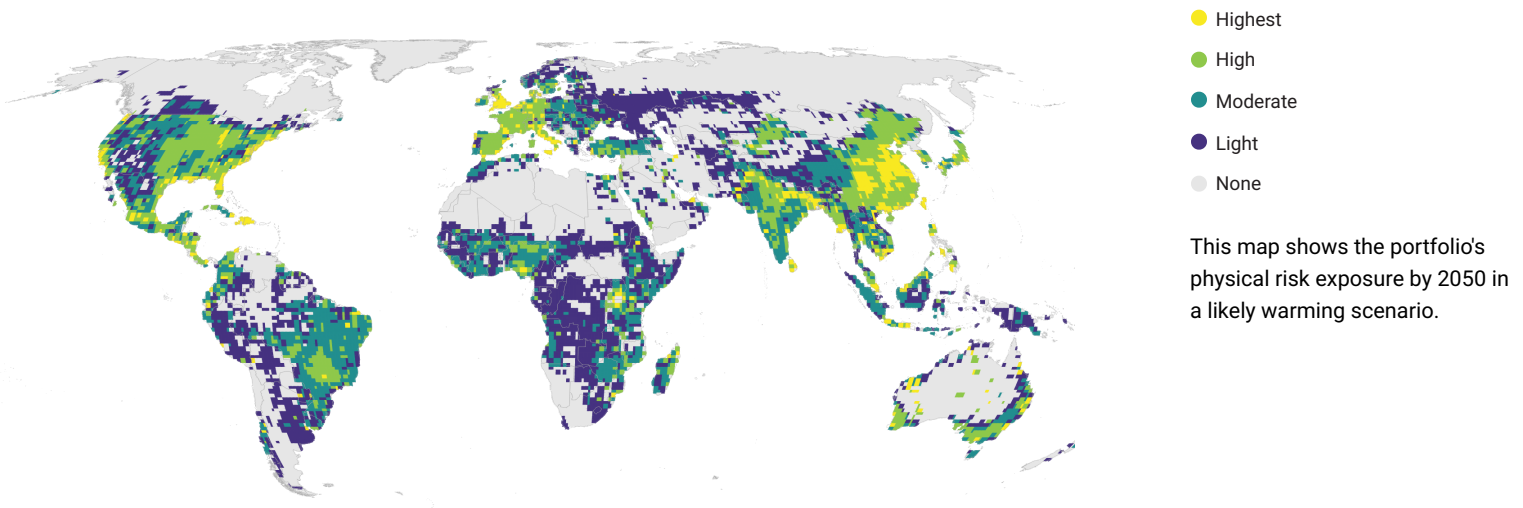 Highest
High
Moderate
Light
None
This map shows the portfolio's
physical risk exposure by 2050 in
a likely warming scenario.